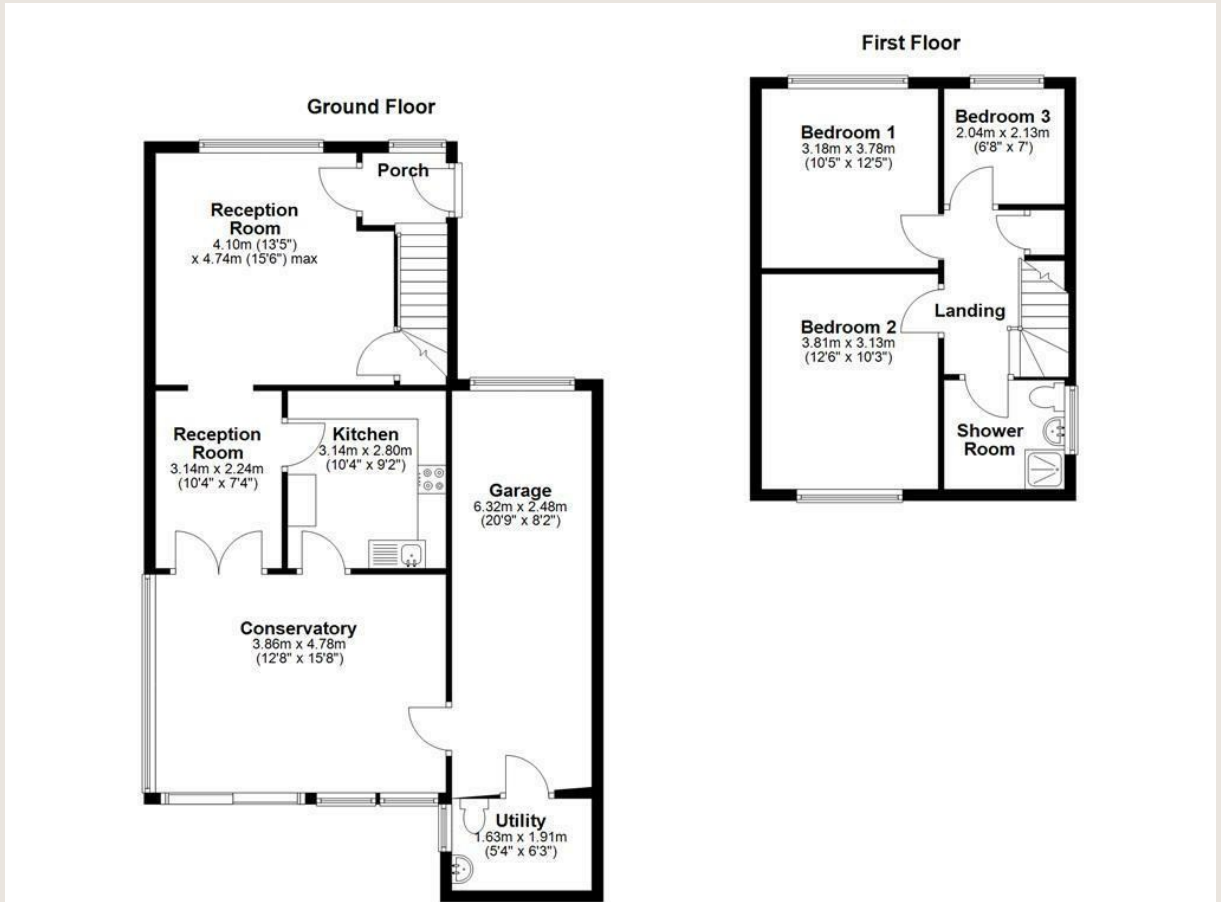 Ground Floor
Porch
Reception
Room
4.10m (13'5")
x 4.74m (15'6") max
Reception
Room
3.14m x 2.24m
(10'4" x 7'4")
Kitchen
3.14m x 2.80m
(10'4" x 9'2")
Garage
6.32m x 2.48m
(20'9" x 8'2")
Conservatory
3.86m x 4.78m
(12'8" x 15'8")
Utility
1.63m x 1.91m
(5'4" x 6'3")
First Floor
Bedroom 1
3.18m x 3.78m
(10'5" x 12'5")
Bedroom 3
2.04m x 2.13m
(6'8" x 7')
Landing
Bedroom 2
3.81m x 3.13m
(12'6" x 10'3")
Shower
Room